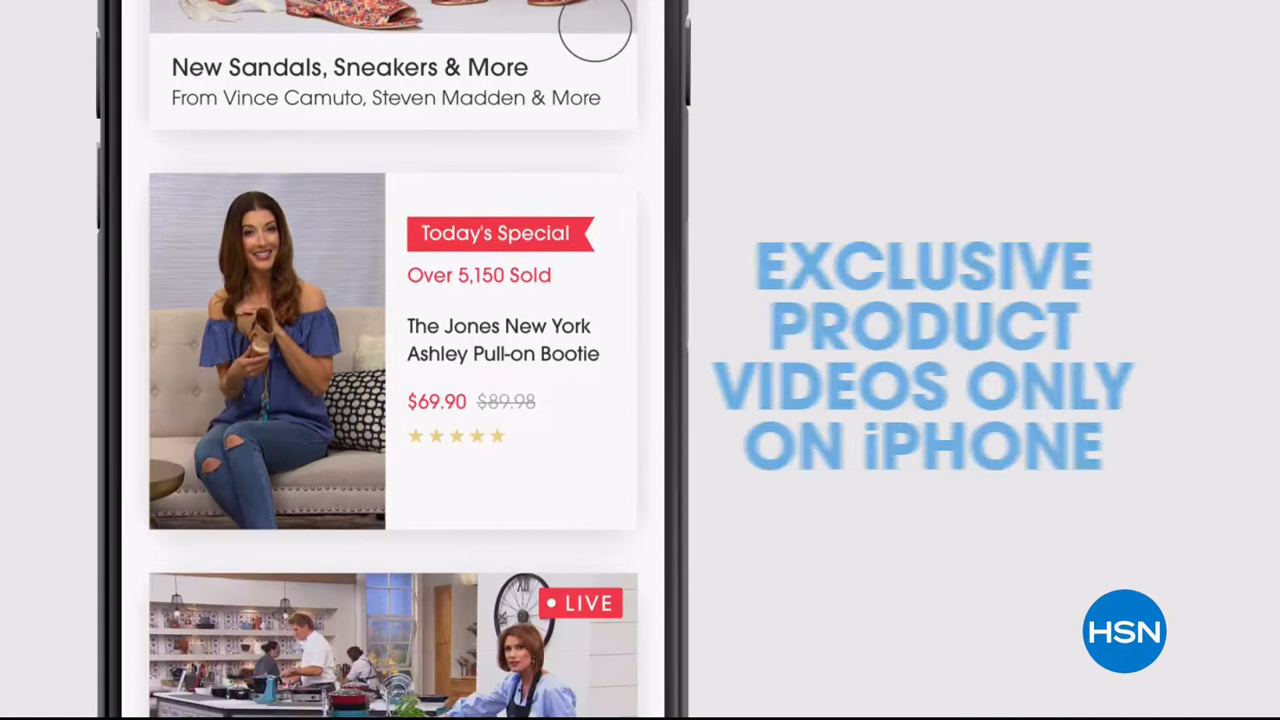 New Sandals, Sneakers & More
From Vince Camuto, Steven Madden & More
Today's Special
Over 5,150 Sold
The Jones New York
Ashley Pull-on Bootie
$69.90 $89.98
EXCLUSIVE
PRODUCT
VIDEOS ONLY
ON iPHONE
LIVE
HSN